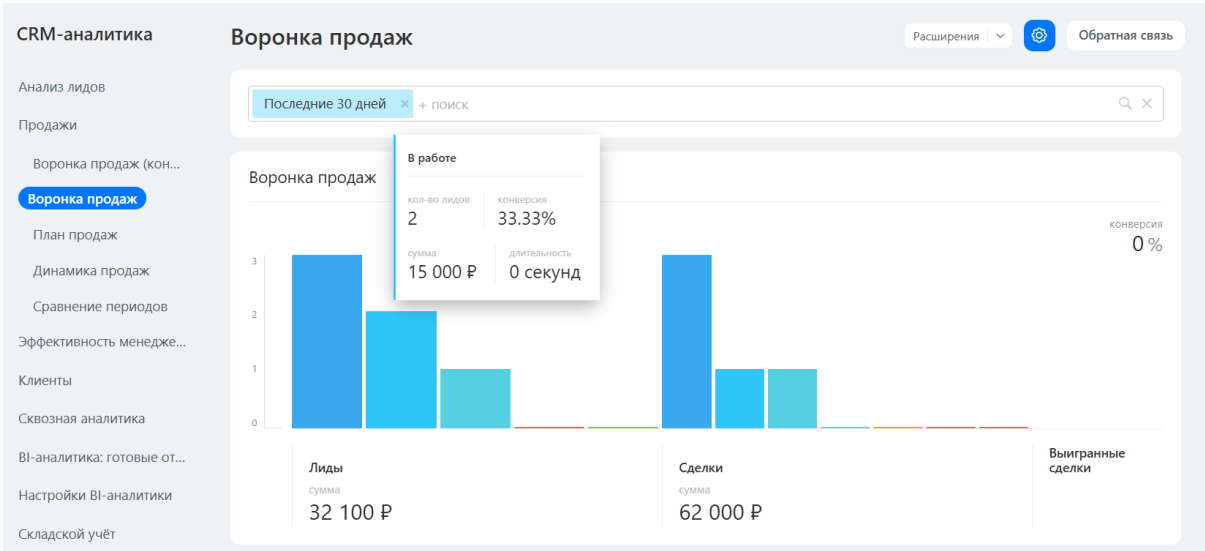 CRM-аналитика
Анализ лидов
Продажи
Воронка продаж (кон...
Воронка продаж
План продаж
Динамика продаж
Сравнение периодов
Эффективность менедже...
Клиенты
Сквозная аналитика
BI-аналитика: готовые от...
Настройки BI-аналитики
Складской учёт
Воронка продаж
Расширения
Обратная связь
Последние 30 дней × + поиск
Воронка продаж
В работе
кол-во лидов конверсия
2 33.33%
сумма длительность
15 000 ₽ 0 секунд
конверсия
0 %
3
2
1
0
Лиды
сумма
32 100 ₽
Сделки
сумма
62 000 ₽
Выигранные
сделки